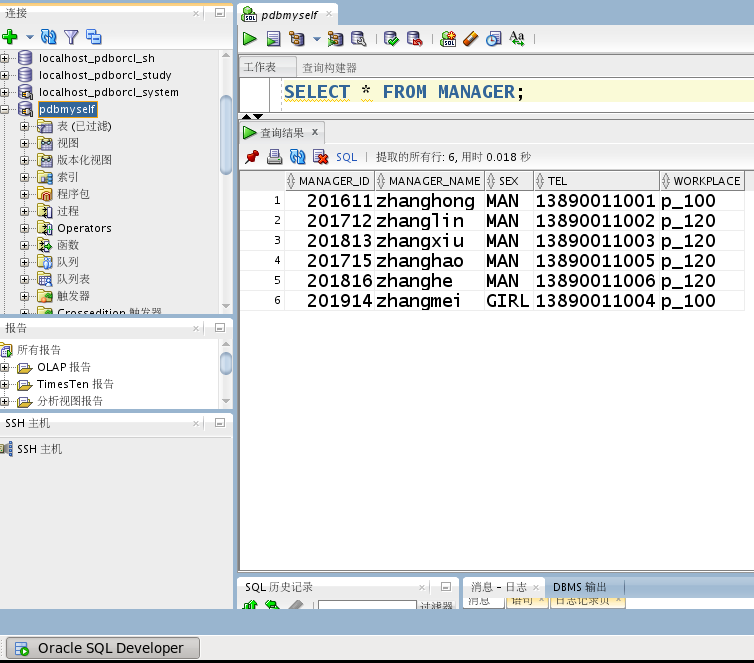 连接
localhost_pdborcl_sh
localhost_pdborcl_study
localhost_pdborcl_system
pdbmyself
表 (已过滤)
视图
版本化视图
索引
程序包
过程
Operators
函数
队列
队列表
触发器
Crossedition 触发器
报告
所有报告
OLAP 报告
TimesTen 报告
分析视图报告
SSH 主机
SSH 主机
pdbmyself
工作表 查询构建器
SELECT * FROM MANAGER;
查询结果
SQL 提取的所有行: 6, 用时 0.018 秒
MANAGER_ID MANAGER_NAME SEX TEL WORKPLACE
1 201611 zhanghong MAN 13890011001 p_100
2 201712 zhanglin MAN 13890011002 p_120
3 201813 zhangxiu MAN 13890011003 p_120
4 201715 zhanghao MAN 13890011005 p_120
5 201816 zhanghe MAN 13890011006 p_120
6 201914 zhangmei GIRL 13890011004 p_100
SQL 历史记录
过滤器
消息 - 日志 DBMS 输出
消息 语句 日志记录页
Oracle SQL Developer